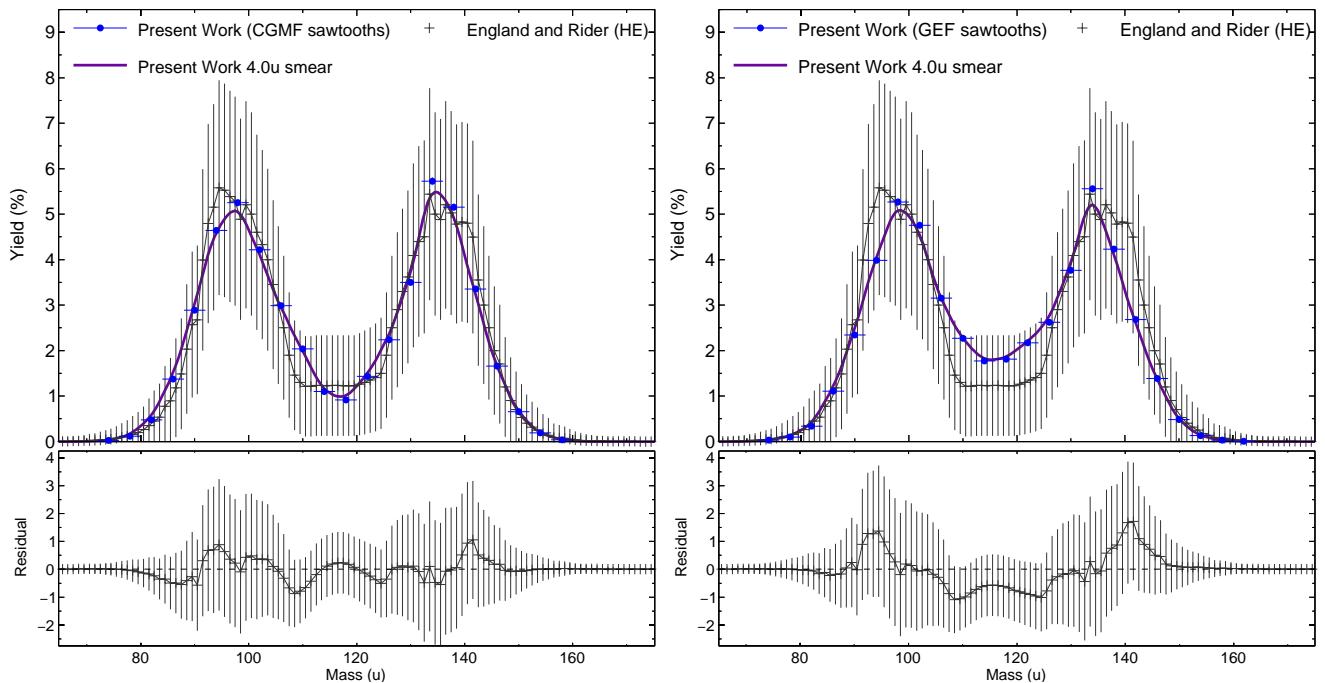 Present Work (CGMF sawtooths)
England and Rider (HE)
Present Work 4.0u smear
Yield (%)
9
8
7
6
5
4
3
2
1
0
Residual
4
3
2
1
0
−1
−2
80 100 120 140 160
Mass (u)
Present Work (GEF sawtooths)
England and Rider (HE)
Present Work 4.0u smear
Yield (%)
9
8
7
6
5
4
3
2
1
0
Residual
4
3
2
1
0
−1
−2
80 100 120 140 160
Mass (u)